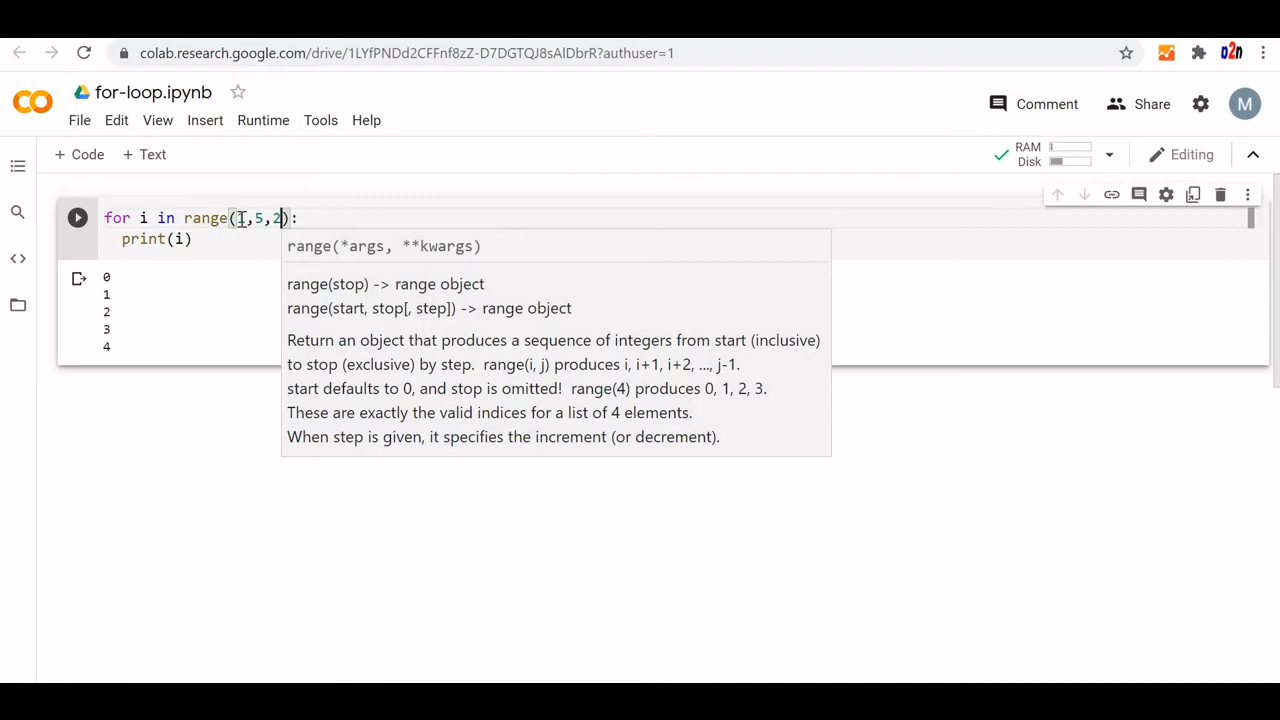 colab.research.google.com/drive/1LYfPNDd2CFFnf8zZ-D7DGTQJ8sAlDbrR?authuser=1
for-loop.ipynb
Comment
Share
M
File Edit View Insert Runtime Tools Help
+ Code + Text
RAM
Disk
Editing
for i in range(1,5,2):
print(i)
range(*args, **kwargs)
0
1
2
3
4
range(stop) -> range object
range(start, stop[, step]) -> range object
Return an object that produces a sequence of integers from start (inclusive)
to stop (exclusive) by step. range(i, j) produces i, i+1, i+2, ..., j-1.
start defaults to 0, and stop is omitted! range(4) produces 0, 1, 2, 3.
These are exactly the valid indices for a list of 4 elements.
When step is given, it specifies the increment (or decrement).